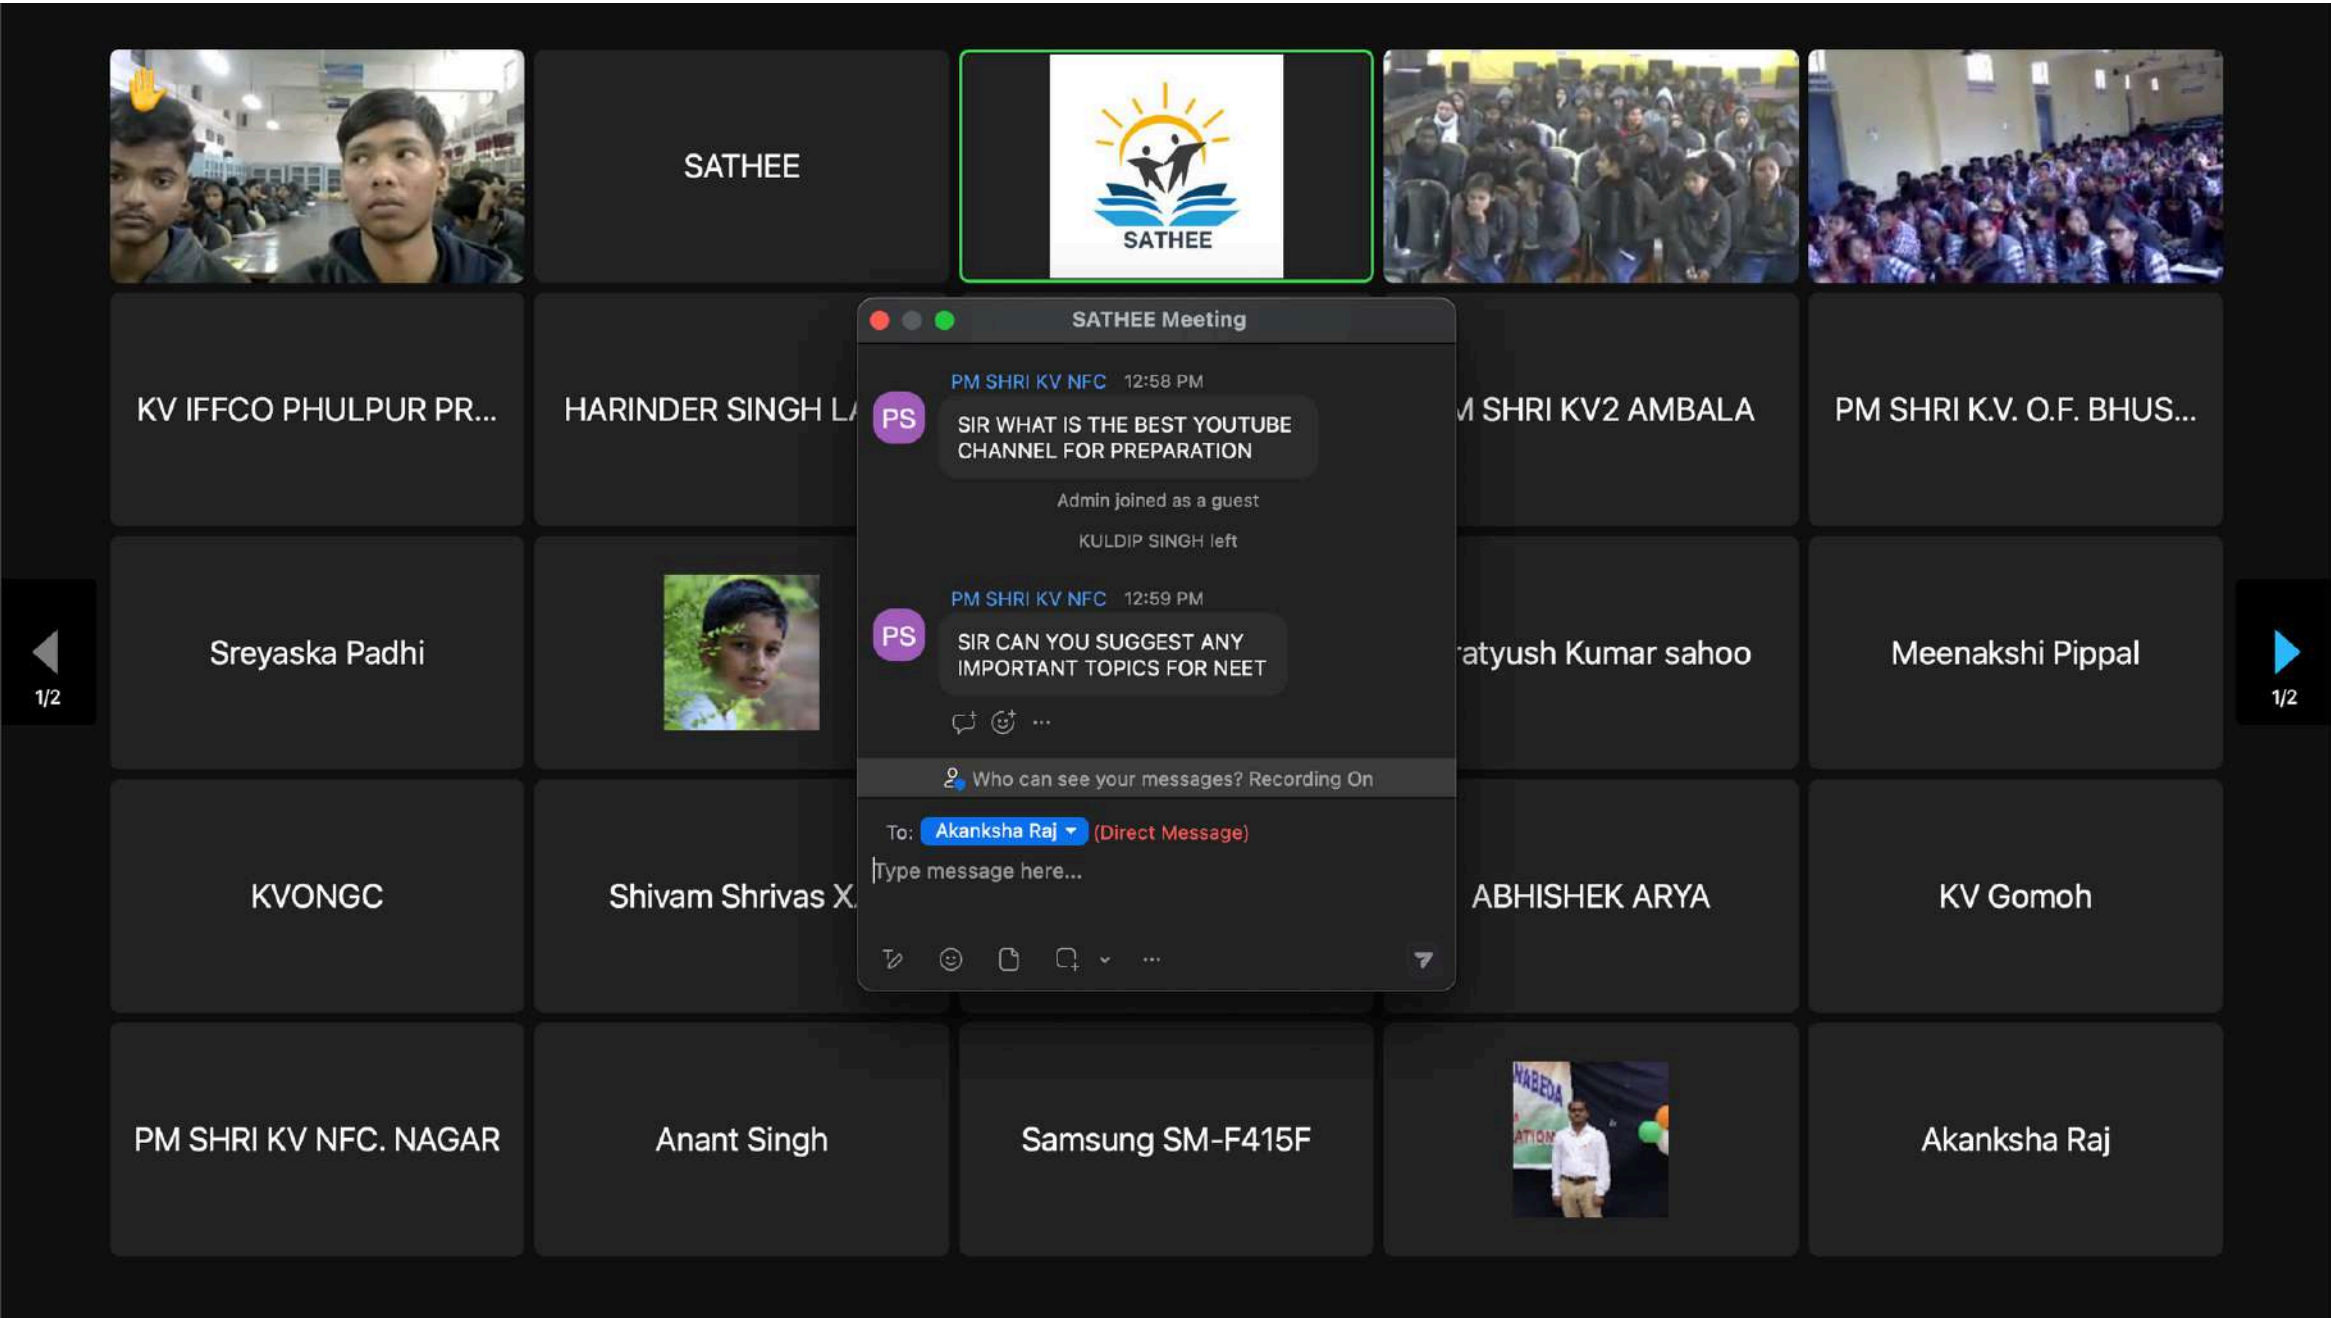 SATHEE
SATHEE
KV IFFCO PHULPUR PR...
HARINDER SINGH
SHRI KV2 AMBALA
PM SHRI K.V. O.F. BHUS...
SATHEE Meeting
PM SHRI KV NFC 12:58 PM
PS
SIR WHAT IS THE BEST YOUTUBE
CHANNEL FOR PREPARATION
Admin joined as a guest
KULDIP SINGH left
PM SHRI KV NFC 12:59 PM
PS
SIR CAN YOU SUGGEST ANY
IMPORTANT TOPICS FOR NEET
...
Who can see your messages? Recording On
To: Akanksha Raj (Direct Message)
Type message here...
...
Sreyaska Padhi
Kumar sahoo
Meenakshi Pippal
1/2
1/2
KVONGC
Shivam Shrivas
ABHISHEK ARYA
KV Gomoh
PM SHRI KV NFC. NAGAR
Anant Singh
Samsung SM-F415F
Akanksha Raj